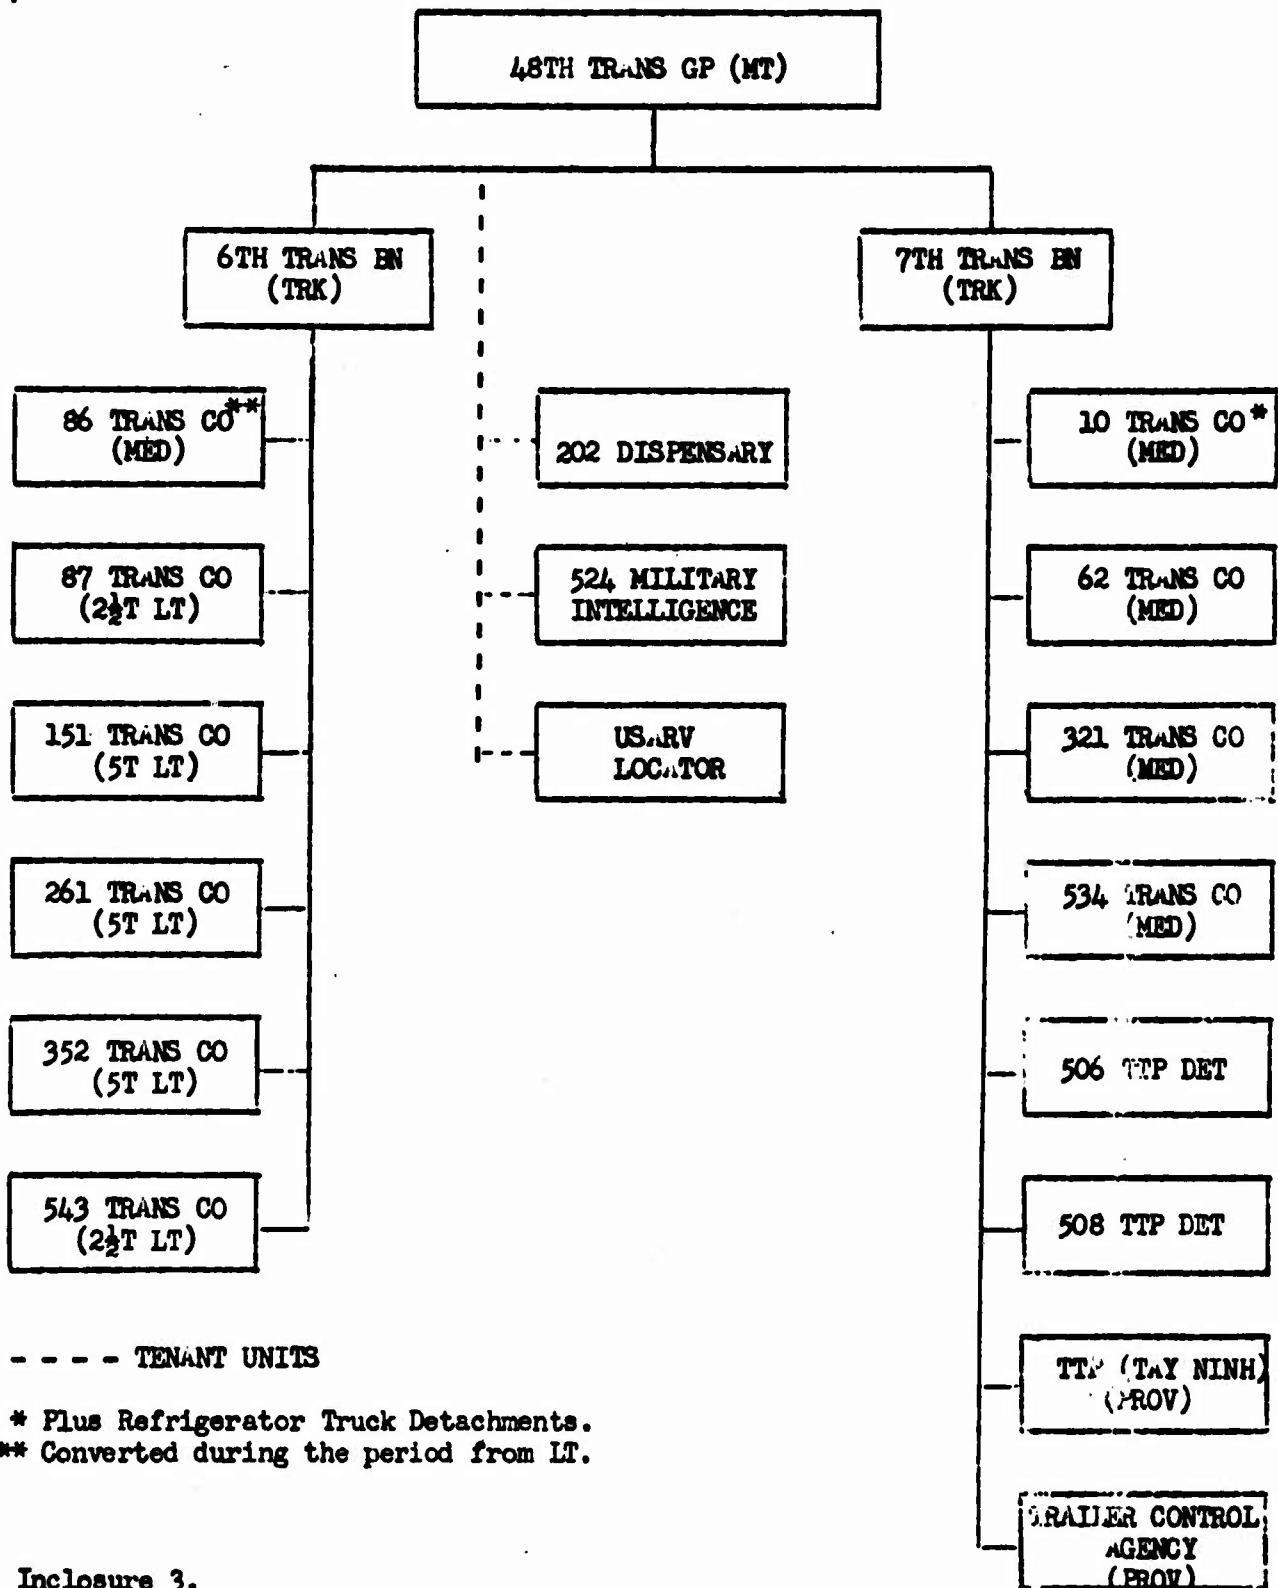 48TH TRANS GP (MT)
6TH TRANS BN
(TRK)
7TH TRANS BN
(TRK)
86 TRANS CO**
(MED)
87 TRANS CO
(2½T LT)
151 TRANS CO
(5T LT)
261 TRANS CO
(5T LT)
352 TRANS CO
(5T LT)
543 TRANS CO
(2½T LT)
202 DISPENSARY
524 MILITARY
INTELLIGENCE
USARV
LOCATOR
10 TRANS CO*
(MED)
62 TRANS CO
(MED)
321 TRANS CO
(MED)
534 TRANS CO
(MED)
506 TTP DET
508 TTP DET
TTP (TAY NINH)
(PROV)
TRAILER CONTROL
AGENCY
(PROV)
- - - - TENANT UNITS
* Plus Refrigerator Truck Detachments.
** Converted during the period from LT.
Inclosure 3.